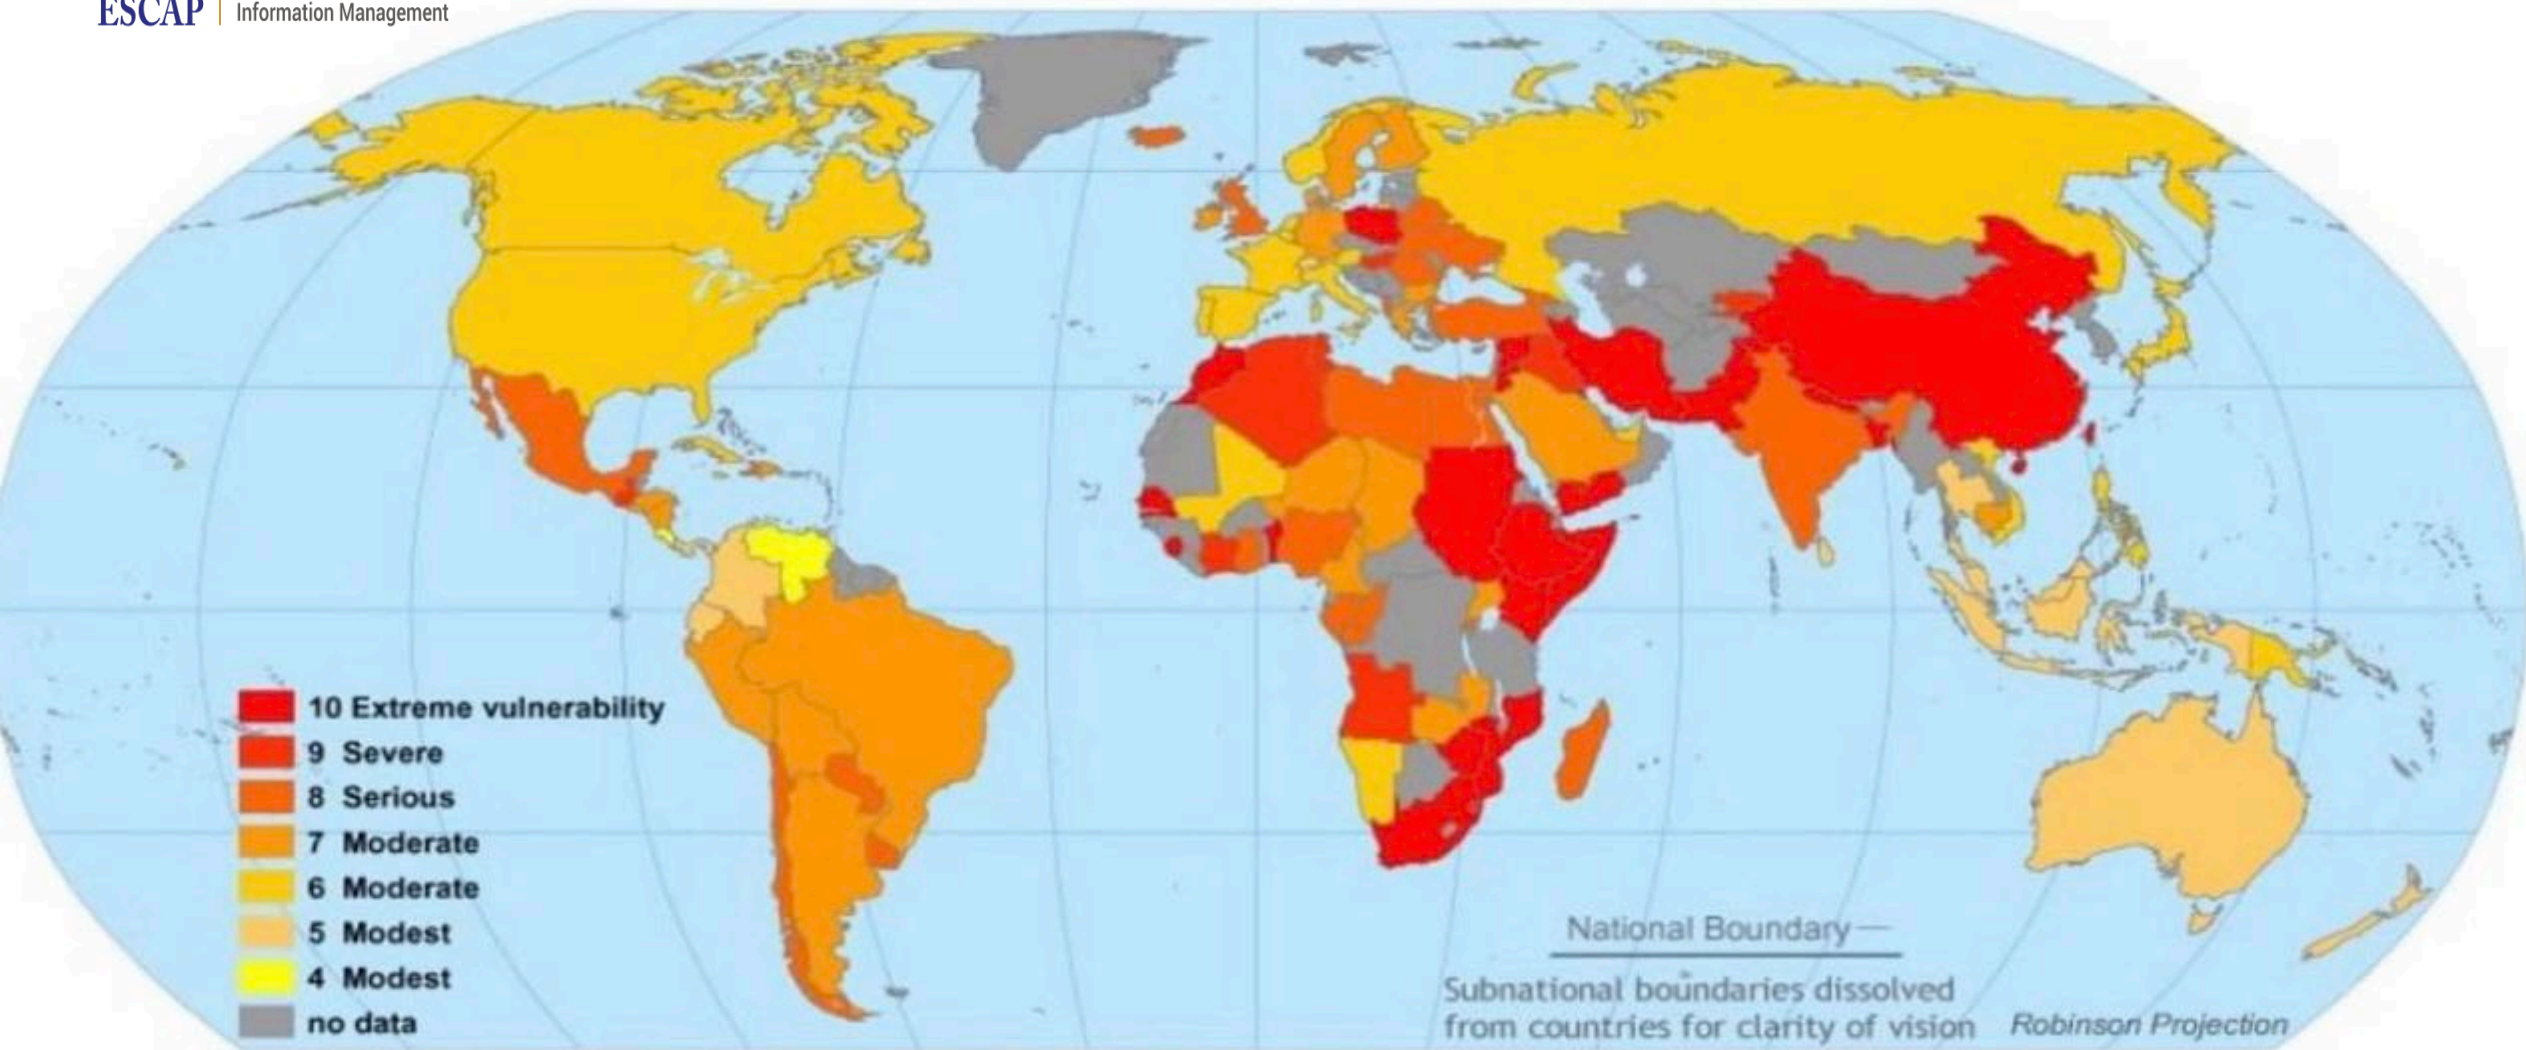 ESCAP | Information Management
10 Extreme vulnerability
9 Severe
8 Serious
7 Moderate
6 Moderate
5 Modest
4 Modest
no data
National Boundary —
Subnational boundaries dissolved
from countries for clarity of vision
Robinson Projection